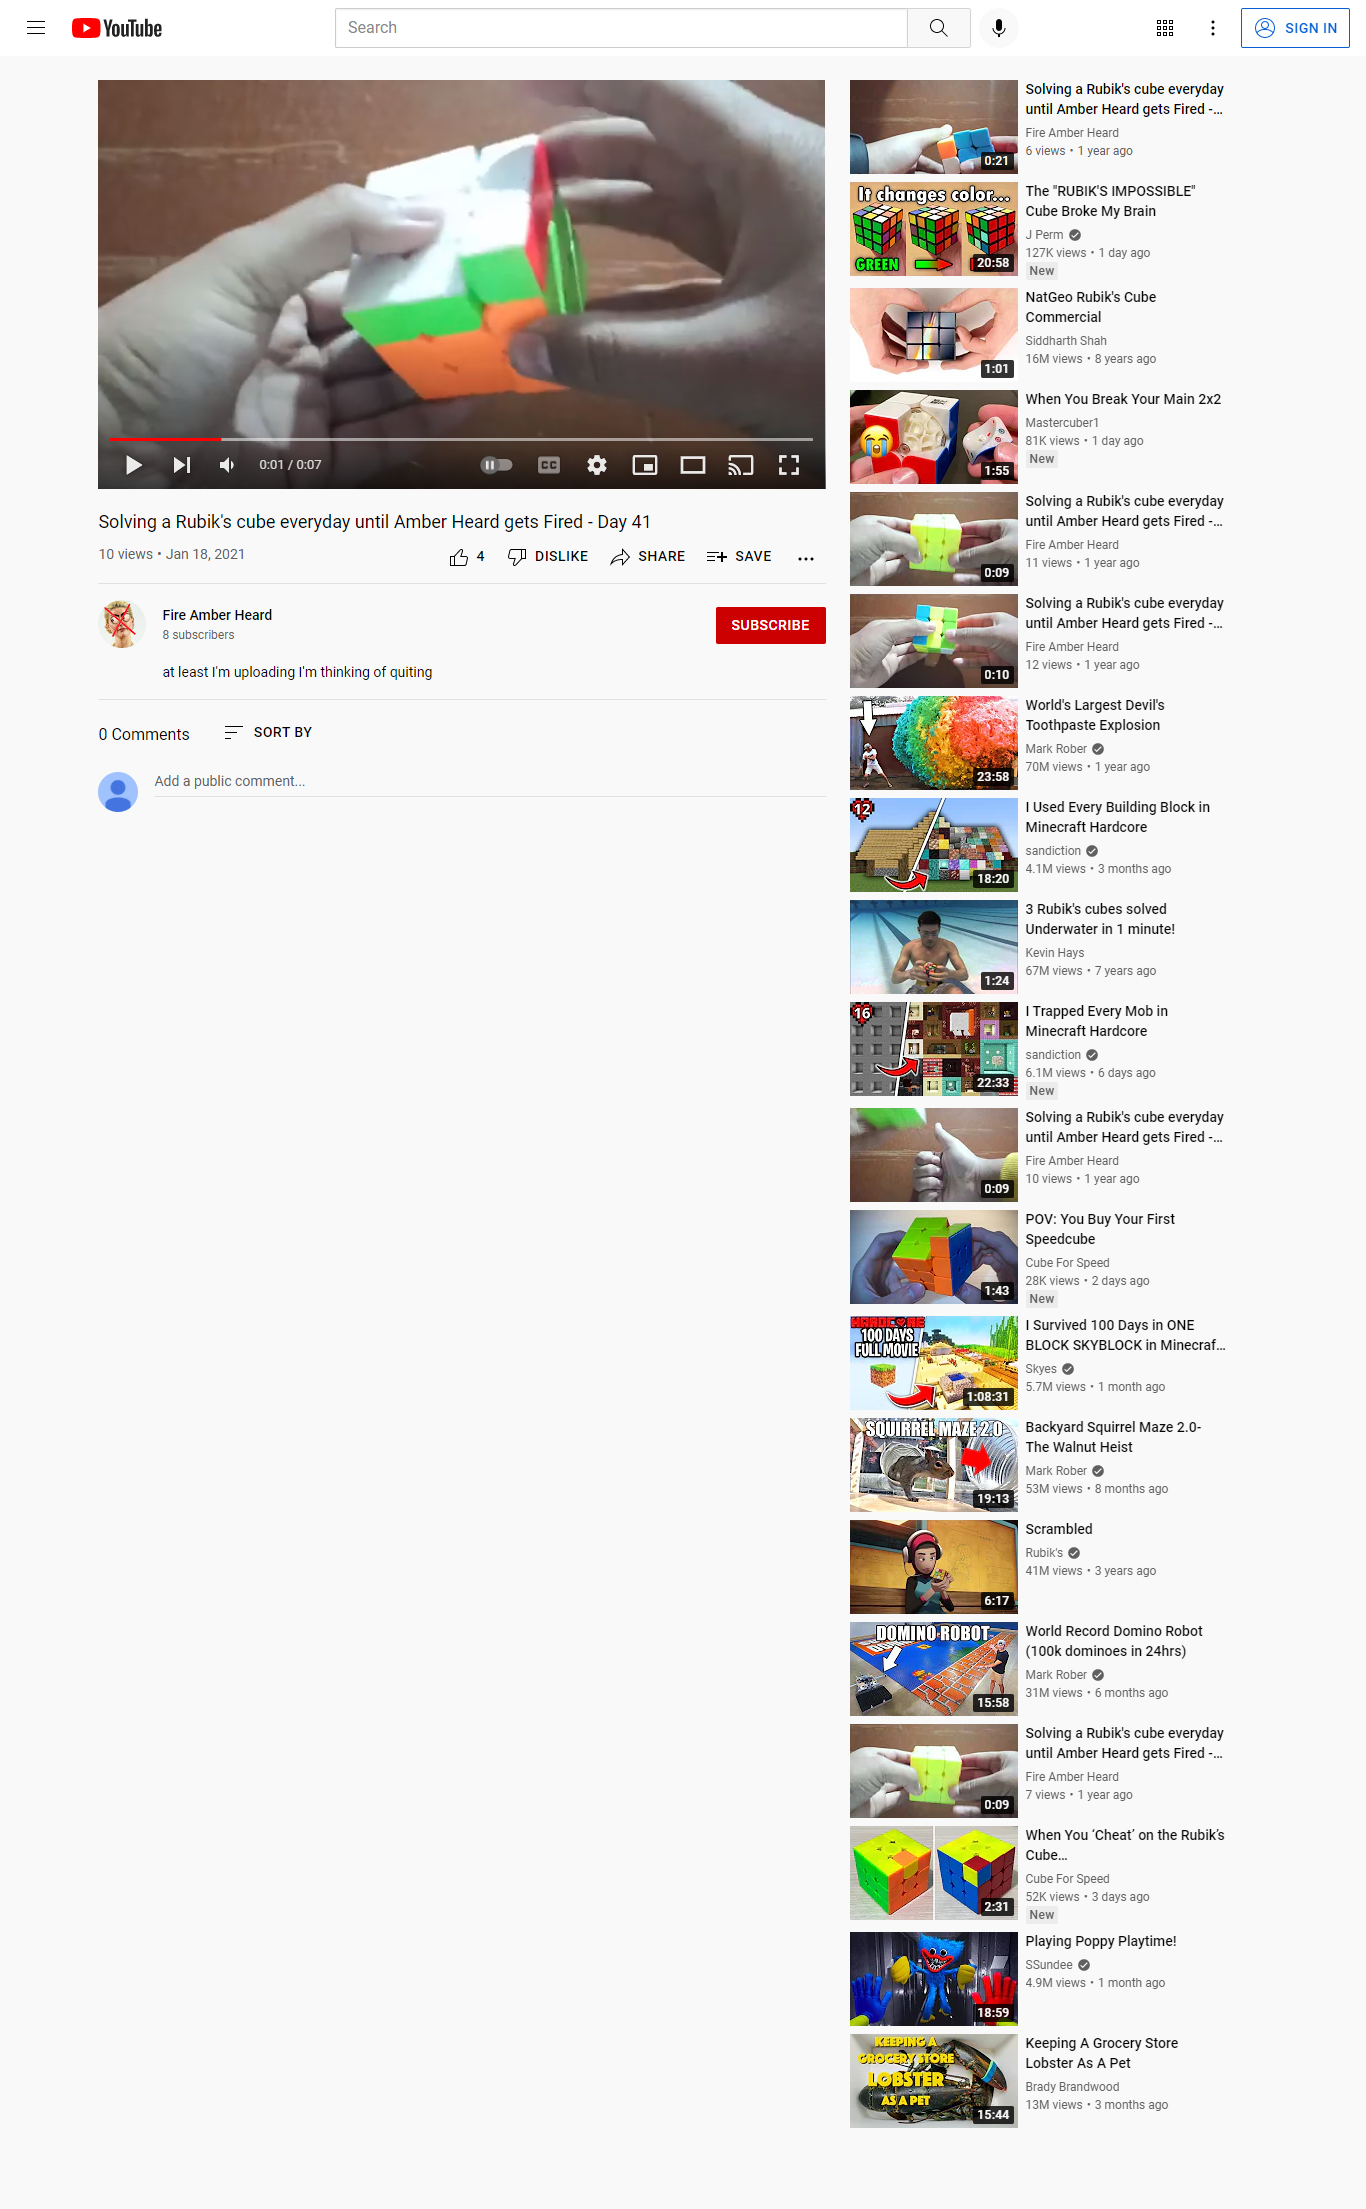 YouTube
Search
SIGN IN
0:01 / 0:07
CC
Solving a Rubik's cube everyday until Amber Heard gets Fired - Day 41
10 views • Jan 18, 2021
4
DISLIKE
SHARE
SAVE
Fire Amber Heard
8 subscribers
SUBSCRIBE
at least I'm uploading I'm thinking of quiting
0 Comments
SORT BY
Add a public comment...
0:21
Solving a Rubik's cube everyday
until Amber Heard gets Fired -...
Fire Amber Heard
6 views • 1 year ago
It changes color...
GREEN
20:58
The "RUBIK'S IMPOSSIBLE"
Cube Broke My Brain
J Perm
127K views • 1 day ago
New
1:01
NatGeo Rubik's Cube
Commercial
Siddharth Shah
16M views • 8 years ago
1:55
When You Break Your Main 2x2
Mastercuber1
81K views • 1 day ago
New
0:09
Solving a Rubik's cube everyday
until Amber Heard gets Fired -...
Fire Amber Heard
11 views • 1 year ago
0:10
Solving a Rubik's cube everyday
until Amber Heard gets Fired -...
Fire Amber Heard
12 views • 1 year ago
23:58
World's Largest Devil's
Toothpaste Explosion
Mark Rober
70M views • 1 year ago
12
18:20
I Used Every Building Block in
Minecraft Hardcore
sandiction
4.1M views • 3 months ago
1:24
3 Rubik's cubes solved
Underwater in 1 minute!
Kevin Hays
67M views • 7 years ago
16
22:33
I Trapped Every Mob in
Minecraft Hardcore
sandiction
6.1M views • 6 days ago
New
0:09
Solving a Rubik's cube everyday
until Amber Heard gets Fired -...
Fire Amber Heard
10 views • 1 year ago
1:43
POV: You Buy Your First
Speedcube
Cube For Speed
28K views • 2 days ago
New
HARDCORE
100 DAYS
FULL MOVIE
1:08:31
I Survived 100 Days in ONE
BLOCK SKYBLOCK in Minecraf...
Skyes
5.7M views • 1 month ago
SQUIRREL MAZE 2.0
19:13
Backyard Squirrel Maze 2.0-
The Walnut Heist
Mark Rober
53M views • 8 months ago
6:17
Scrambled
Rubik's
41M views • 3 years ago
DOMINO ROBOT
15:58
World Record Domino Robot
(100k dominoes in 24hrs)
Mark Rober
31M views • 6 months ago
0:09
Solving a Rubik's cube everyday
until Amber Heard gets Fired -...
Fire Amber Heard
7 views • 1 year ago
2:31
When You ‘Cheat’ on the Rubik’s
Cube...
Cube For Speed
52K views • 3 days ago
New
18:59
Playing Poppy Playtime!
SSundee
4.9M views • 1 month ago
KEEPING A
GROCERY STORE
LOBSTER
AS A PET
15:44
Keeping A Grocery Store
Lobster As A Pet
Brady Brandwood
13M views • 3 months ago